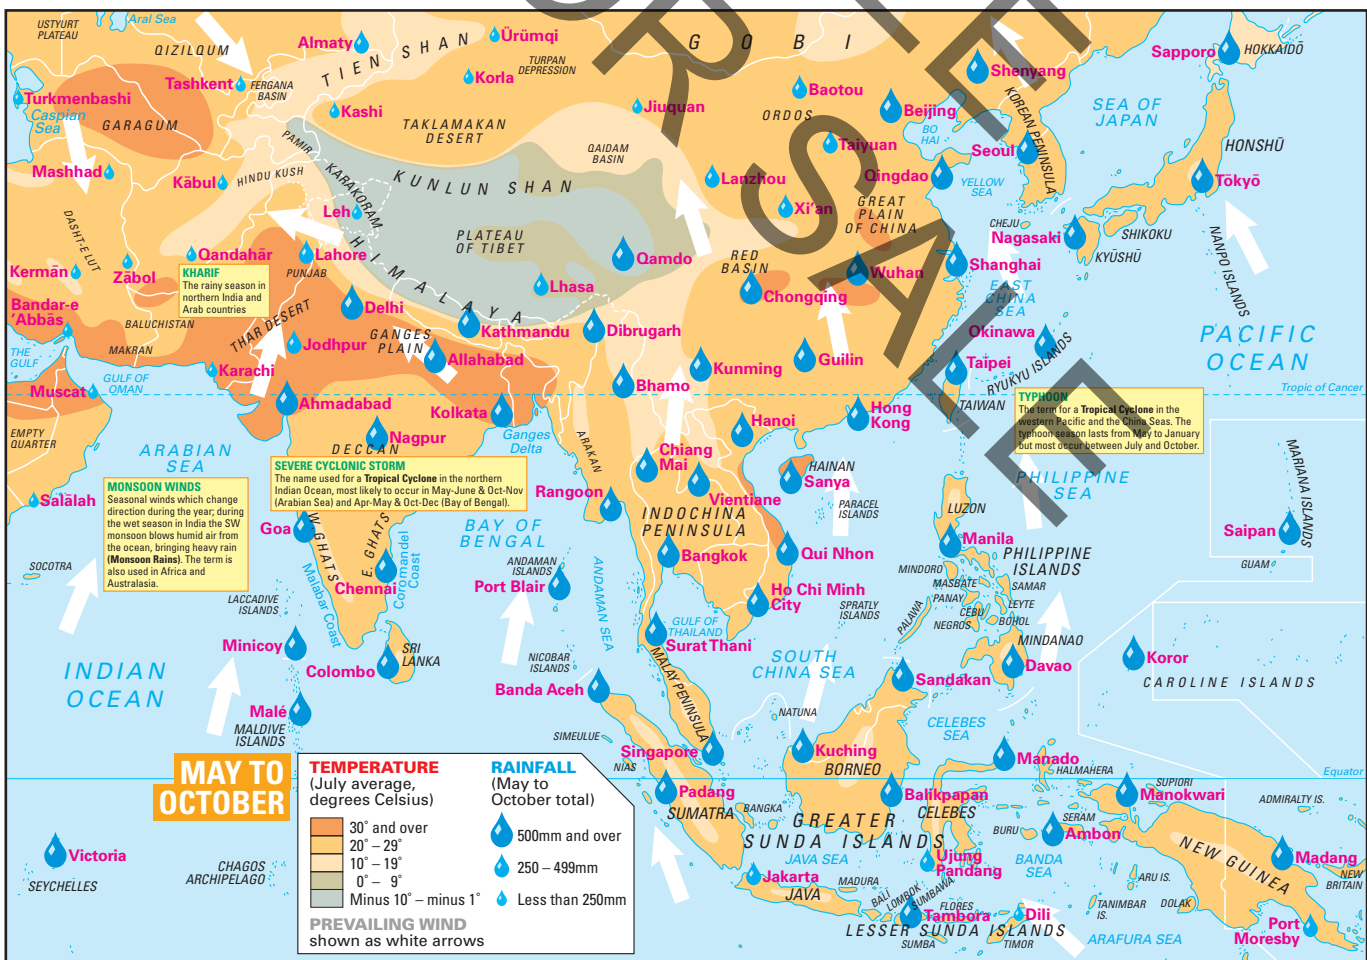 USTYURT
PLATEAU
Aral Sea
QIZILQUM
Almaty
TIEN SHAN
Ürümqi
TURPAN
DEPRESSION
GOBI
Sapporo
HOKKAIDŌ
Tashkent
FERGANA
BASIN
Korla
Shenyang
Turkmenbashi
Caspian
Sea
GARAGUM
Kashi
TAKLAMAKAN
DESERT
Jiuquan
Baotou
ORDOS
Beijing
BO
HAI
KOREAN PENINSULA
SEA OF
JAPAN
HONSHŪ
PAMIR
QAIDAM
BASIN
Taiyuan
Seoul
Mashhad
Kābul
HINDU KUSH
KARAKORAM
KUNLUN SHAN
Lanzhou
Qingdao
YELLOW
SEA
Tōkyō
Leh
Xi'an
GREAT
PLAIN
OF CHINA
CHEJU
Nagasaki
SHIKOKU
KYŪSHŪ
NANPO ISLANDS
DASHT-E LUT
PLATEAU
OF TIBET
Qandahār
Lahore
PUNJAB
HIMALAYA
Qamdo
RED
BASIN
Wuhan
Shanghai
Kermān
Zābol
KHARIF
The rainy season in
northern India and
Arab countries
Lhasa
Chongqing
EAST
CHINA
SEA
Bandar-e
'Abbās
BALUCHISTAN
THAR DESERT
Delhi
GANGES
PLAIN
Kathmandu
Dibrugarh
Okinawa
PACIFIC
OCEAN
THE
GULF
MAKRAN
Jodhpur
Allahabad
Kunming
Guilin
Taipei
RYUKYU ISLANDS
GULF OF
OMAN
Karachi
Muscat
Bhamo
Tropic of Cancer
Ahmadabad
Kolkata
Hanoi
Hong
Kong
TAIWAN
TYPHOON
The term for a Tropical Cyclone in the
western Pacific and the China Seas. The
typhoon season lasts from May to January
but most occur between July and October.
EMPTY
QUARTER
ARABIAN
SEA
Nagpur
DECCAN
Ganges
Delta
ARAKAN
Chiang
Mai
HAINAN
Sanya
PHILIPPINE
SEA
MARIANA ISLANDS
SEVERE CYCLONIC STORM
The name used for a Tropical Cyclone in the northern
Indian Ocean, most likely to occur in May-June & Oct-Nov
(Arabian Sea) and Apr-May & Oct-Dec (Bay of Bengal).
MONSOON WINDS
Seasonal winds which change
direction during the year; during
the wet season in India the SW
monsoon blows humid air from
the ocean, bringing heavy rain
(Monsoon Rains). The term is
also used in Africa and
Australasia.
Salālah
Rangoon
Vientiane
INDOCHINA
PENINSULA
PARACEL
ISLANDS
LUZON
Goa
W. GHATS
E. GHATS
BAY OF
BENGAL
Saipan
Manila
SOCOTRA
Chennai
Coromandel
Coast
ANDAMAN
ISLANDS
Port Blair
ANDAMAN SEA
Bangkok
Qui Nhon
PHILIPPINE
ISLANDS
GUAM
MINDORO
MASBATE
SAMAR
LACCADIVE
ISLANDS
Malabar Coast
Ho Chi Minh
City
SPRATLY
ISLANDS
PALAWA
PANAY
CEBU
LEYTE
NEGROS
BOHOL
Minicoy
GULF OF
THAILAND
Surat Thani
MINDANAO
INDIAN
OCEAN
Colombo
SRI
LANKA
NICOBAR
ISLANDS
MALAY PENINSULA
SOUTH
CHINA SEA
Sandakan
Davao
Koror
CAROLINE ISLANDS
Banda Aceh
Malé
MALDIVE
ISLANDS
NATUNA
CELEBES
SEA
SIMEULUE
Singapore
Kuching
BORNEO
Manado
MAY TO
OCTOBER
NIAS
HALMAHERA
Equator
TEMPERATURE
(July average,
degrees Celsius)
30° and over
20° – 29°
10° – 19°
0° – 9°
Minus 10° – minus 1°
PREVAILING WIND
shown as white arrows
RAINFALL
(May to
October total)
500mm and over
250 – 499mm
Less than 250mm
Padang
SUMATRA
BANGKA
Balikpapan
CELEBES
SUPIORI
Manokwari
ADMIRALTY IS.
GREATER
SUNDA ISLANDS
BURU
SERAM
Ambon
Victoria
SEYCHELLES
CHAGOS
ARCHIPELAGO
JAVA SEA
Ujung
Pandang
BANDA
SEA
NEW GUINEA
Madang
Jakarta
JAVA
MADURA
BALI
LOMBOK
SUMBAWA
ARU IS.
NEW
BRITAIN
Tambora
FLORES
Dili
TANIMBAR
IS.
DOLAK
LESSER SUNDA ISLANDS
SUMBA
TIMOR
ARAFURA SEA
Port
Moresby